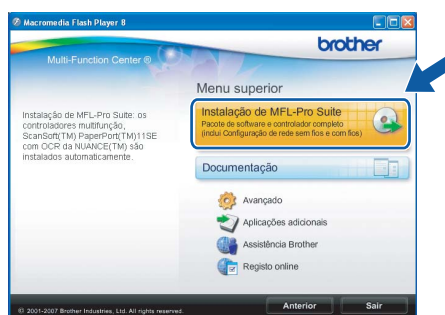 Macromedia Flash Player 8
brother
Multi-Function Center ®
Menu superior
Instalação de MFL-Pro Suite: os
controladores multifunção,
ScanSoft(TM) PaperPort(TM)11SE
com OCR da NUANCE(TM) são
instalados automaticamente.
Instalação de MFL-Pro Suite
Pacote de software e controlador completo
(inclui Configuração de rede sem fios e com fios)
Documentação
Avançado
Aplicações adicionais
Assistência Brother
Registo online
© 2001-2007 Brother Industries, Ltd. All rights reserved.
Anterior
Sair